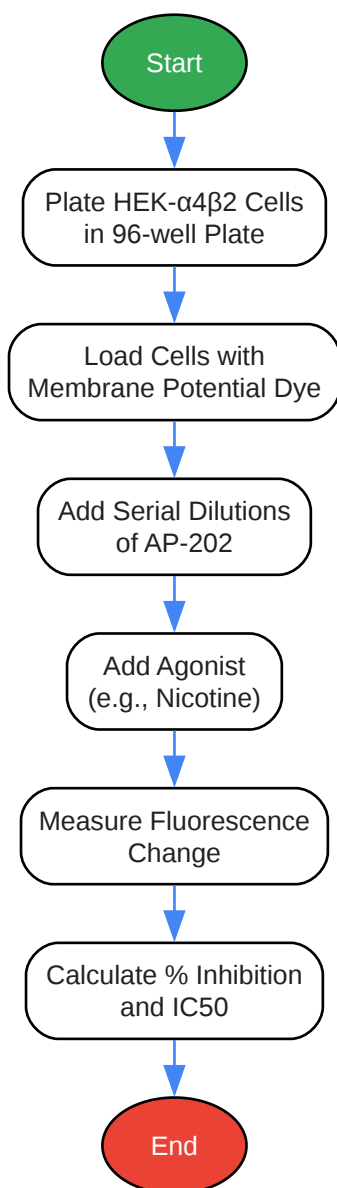 Start
Plate HEK-α4β2 Cells
in 96-well Plate
Load Cells with
Membrane Potential Dye
Add Serial Dilutions
of AP-202
Add Agonist
(e.g., Nicotine)
Measure Fluorescence
Change
Calculate % Inhibition
and IC50
End